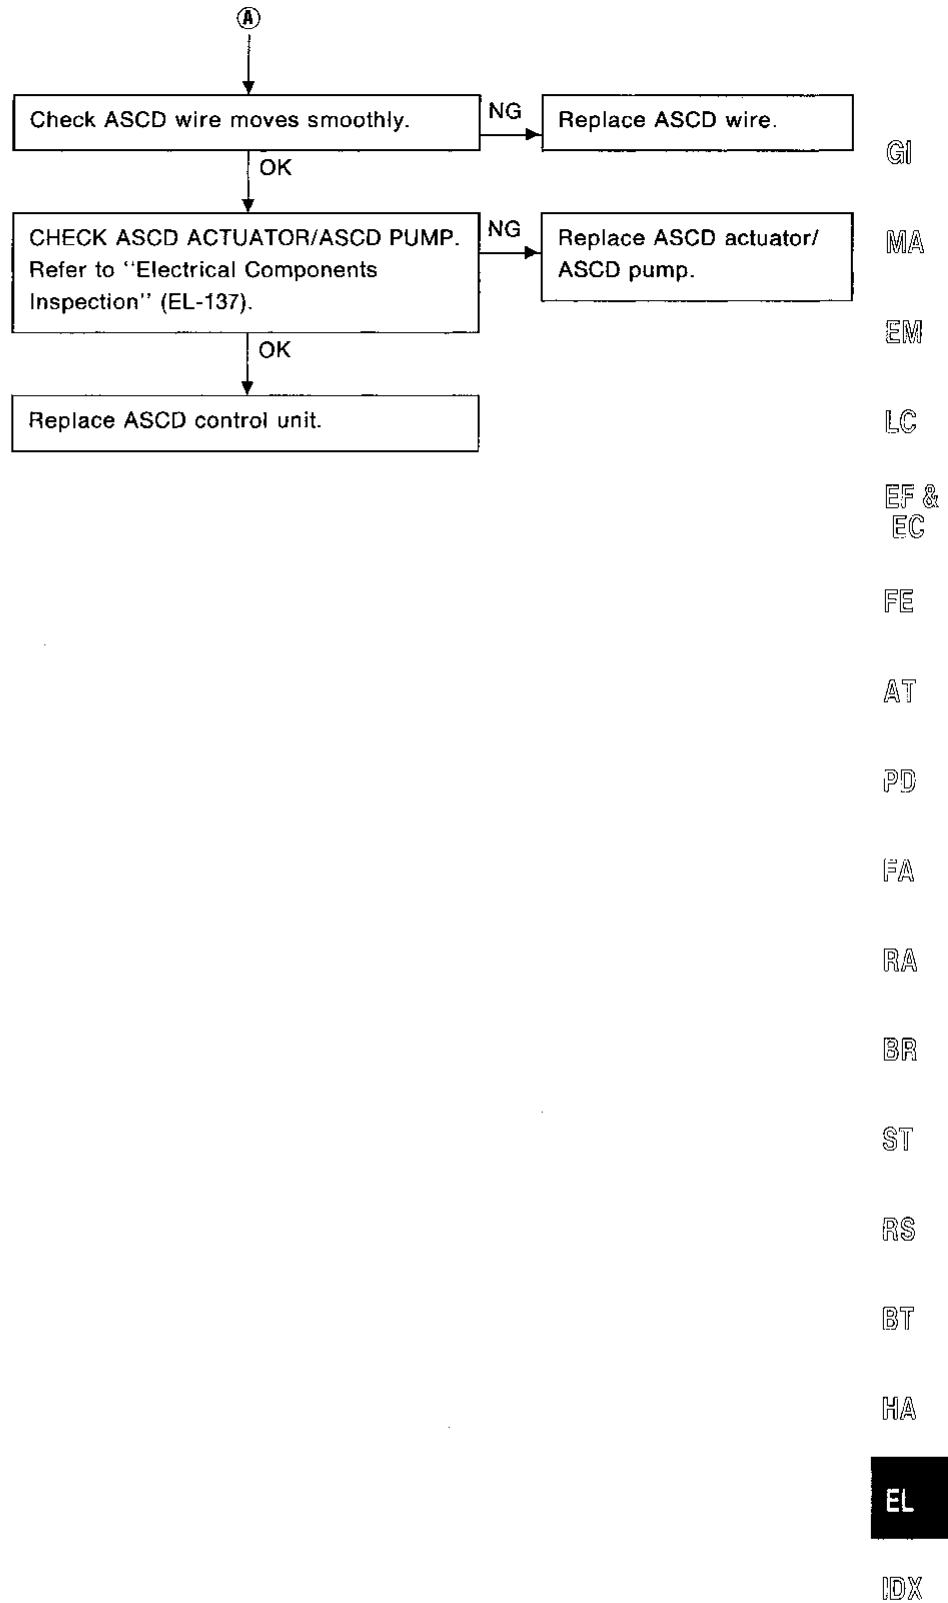 A
Check ASCD wire moves smoothly.
NG
Replace ASCD wire.
OK
CHECK ASCD ACTUATOR/ASCD PUMP.
Refer to "Electrical Components
Inspection" (EL-137).
NG
Replace ASCD actuator/
ASCD pump.
OK
Replace ASCD control unit.
GI
MA
EM
LC
EF &
EC
FE
AT
PD
FA
RA
BR
ST
RS
BT
HA
EL
IDX